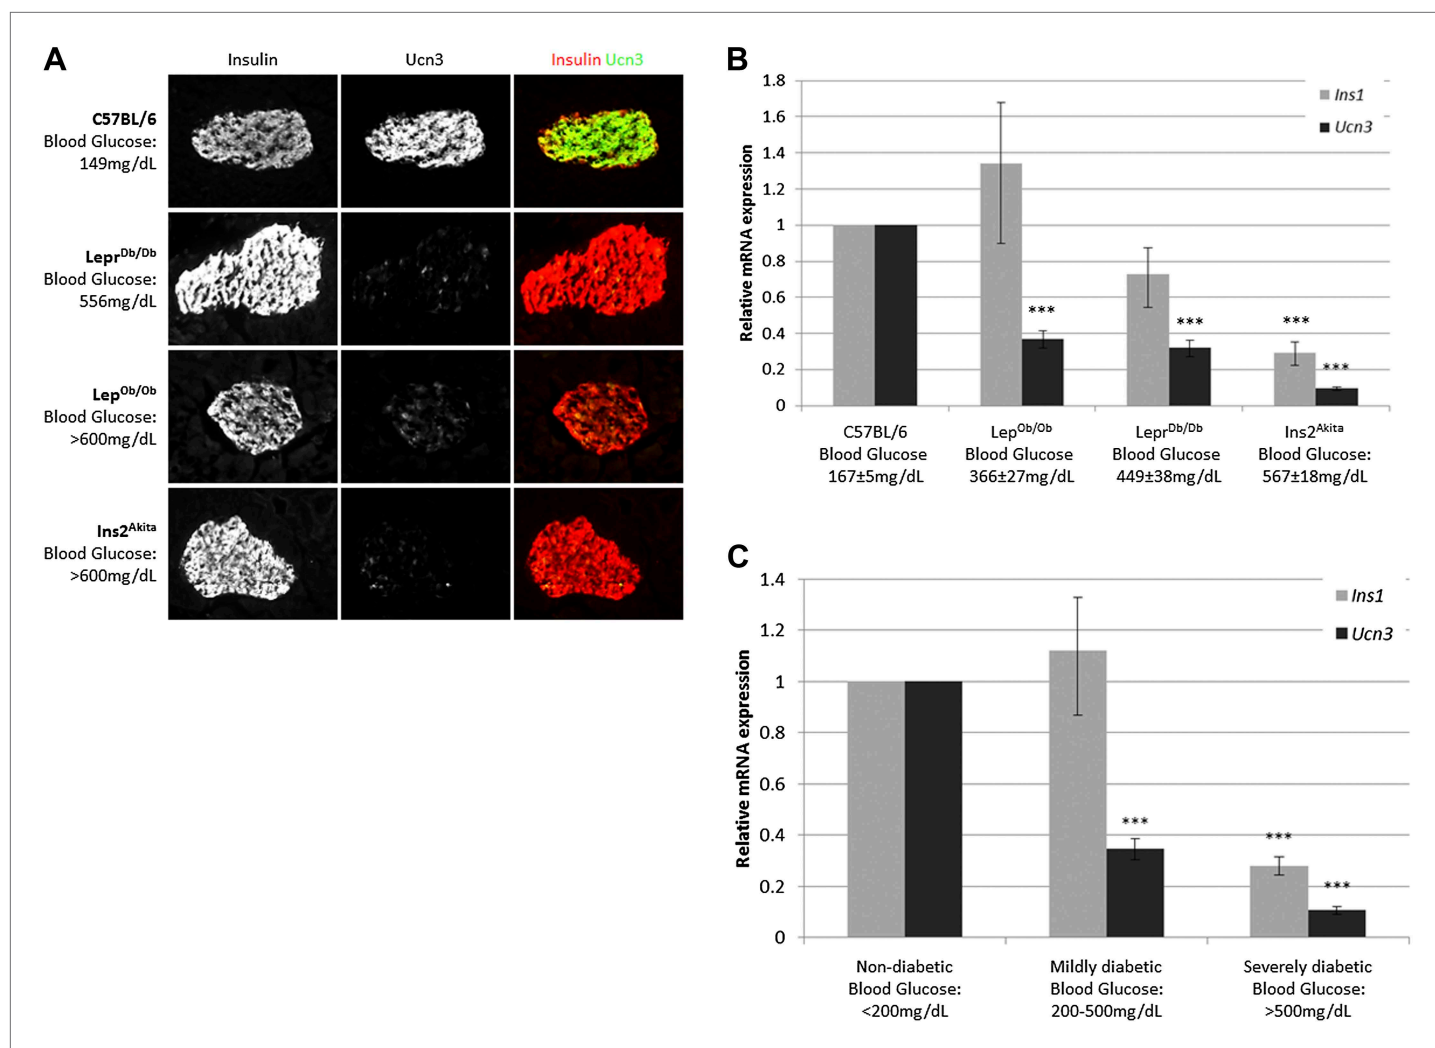 A
Insulin
Ucn3
Insulin Ucn3
C57BL/6
Blood Glucose:
149mg/dL
Lepr^Db/Db
Blood Glucose:
556mg/dL
Lep^Ob/Ob
Blood Glucose:
>600mg/dL
Ins2^Akita
Blood Glucose:
>600mg/dL
B
Relative mRNA expression
1.8
1.6
1.4
1.2
1
0.8
0.6
0.4
0.2
0
Ins1
Ucn3
***
***
***
***
C57BL/6
Blood Glucose
167±5mg/dL
Lep^Ob/Ob
Blood Glucose
366±27mg/dL
Lepr^Db/Db
Blood Glucose
449±38mg/dL
Ins2^Akita
Blood Glucose:
567±18mg/dL
C
Relative mRNA expression
1.4
1.2
1
0.8
0.6
0.4
0.2
0
Ins1
Ucn3
***
***
***
Non-diabetic
Blood Glucose:
<200mg/dL
Mildly diabetic
Blood Glucose:
200-500mg/dL
Severely diabetic
Blood Glucose:
>500mg/dL